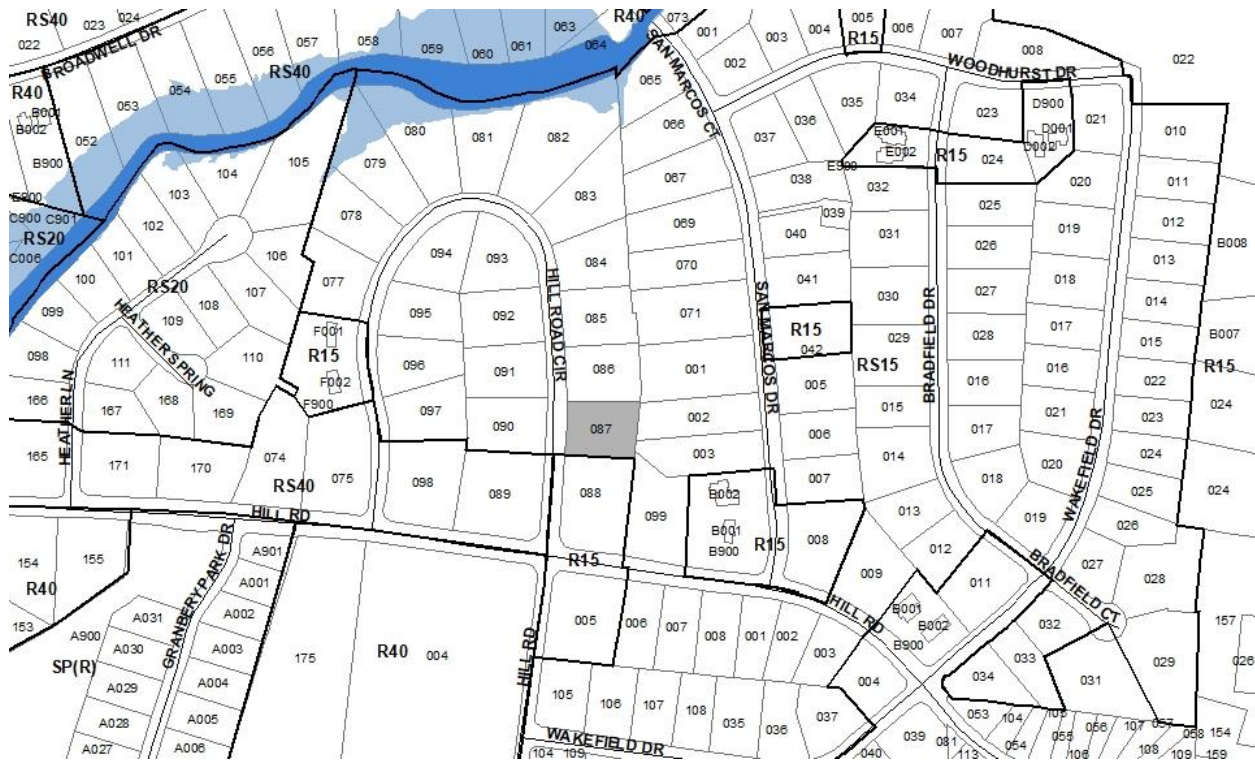 RS40
023
024
022
BROADWELL DR
R40
B001
B002
B900
E900
C900
C901
C006
RS20
052
053
054
055
056
057
RS40
058
059
060
061
063
064
R40
065
066
067
069
070
071
001
002
003
099
SAN MARCOS CT
073
001
002
003
004
005
R15
006
007
008
WOODHURST DR
022
035
034
036
037
038
039
040
041
R15
042
005
006
007
008
SAN MARCOS DR
E001
E002
E900
032
031
030
029
RS15
015
014
013
012
009
011
BRADFIELD DR
R15
023
024
D900
D001
D002
021
020
019
018
017
016
021
020
019
025
026
027
028
016
017
018
WAKEFIELD DR
010
011
012
013
014
015
022
023
024
025
026
027
028
B008
B007
R15
024
024
BRADFIELD CT
032
033
034
031
029
157
026
105
104
103
102
101
100
099
098
RS20
106
107
108
109
110
111
166
167
168
169
165
171
170
HEATHER SPRING
HEATHER LN
080
081
082
083
084
085
086
087
088
079
078
077
094
093
095
092
096
091
097
090
098
089
HILL ROAD CIR
F001
F002
F900
R15
074
075
RS40
HILL RD
154
155
R40
153
A900
SP(R)
A031
A030
A029
A028
A027
GRANBERY PARK DR
A901
A001
A002
A003
A004
A005
A006
175
R40
004
HILL RD
R15
B002
B001
B900
R15
HILL RD
005
006
007
008
001
002
003
004
B001
B002
B900
105
106
107
108
035
036
037
WAKEFIELD DR
104
109
040
039
081
113
053
104
054
055
106
056
107
108
057
058
109
154
159